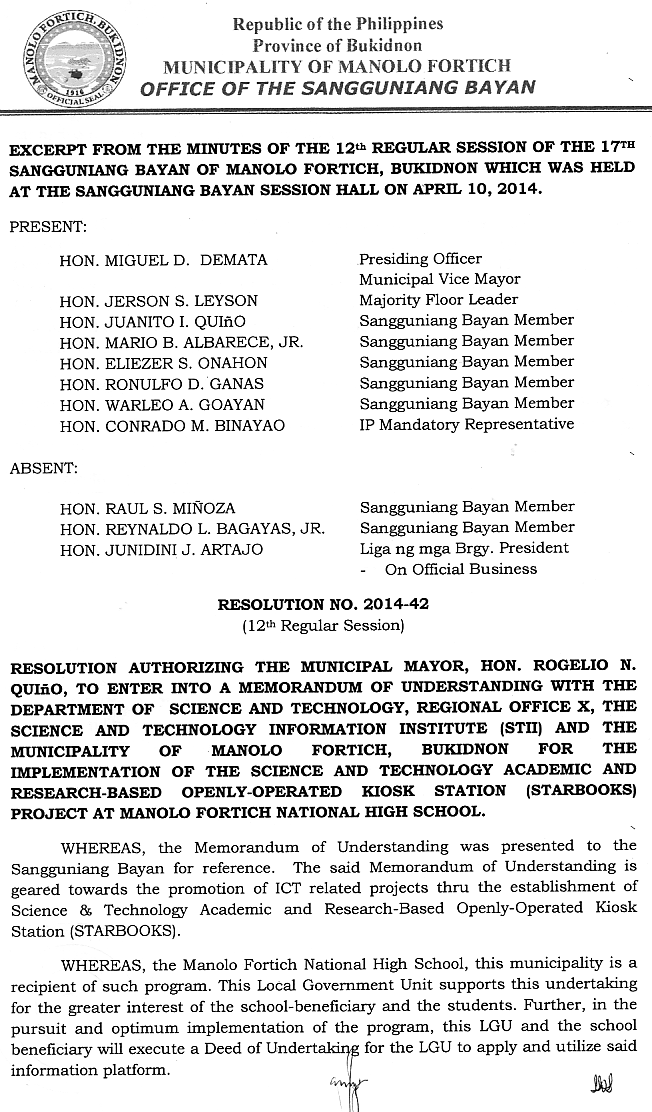 MANOLO FORTICH, BUKIDNON
1916
OFFICIAL SEAL
Republic of the Philippines
Province of Bukidnon
MUNICIPALITY OF MANOLO FORTICH
OFFICE OF THE SANGGUNIANG BAYAN
EXCERPT FROM THE MINUTES OF THE 12th REGULAR SESSION OF THE 17TH
SANGGUNIANG BAYAN OF MANOLO FORTICH, BUKIDNON WHICH WAS HELD
AT THE SANGGUNIANG BAYAN SESSION HALL ON APRIL 10, 2014.
PRESENT:
HON. MIGUEL D. DEMATA Presiding Officer
Municipal Vice Mayor
HON. JERSON S. LEYSON Majority Floor Leader
HON. JUANITO I. QUIñO Sangguniang Bayan Member
HON. MARIO B. ALBARECE, JR. Sangguniang Bayan Member
HON. ELIEZER S. ONAHON Sangguniang Bayan Member
HON. RONULFO D. GANAS Sangguniang Bayan Member
HON. WARLEO A. GOAYAN Sangguniang Bayan Member
HON. CONRADO M. BINAYAO IP Mandatory Representative
ABSENT:
HON. RAUL S. MIÑOZA Sangguniang Bayan Member
HON. REYNALDO L. BAGAYAS, JR. Sangguniang Bayan Member
HON. JUNIDINI J. ARTAJO Liga ng mga Brgy. President
- On Official Business
RESOLUTION NO. 2014-42
(12th Regular Session)
RESOLUTION AUTHORIZING THE MUNICIPAL MAYOR, HON. ROGELIO N.
QUIñO, TO ENTER INTO A MEMORANDUM OF UNDERSTANDING WITH THE
DEPARTMENT OF SCIENCE AND TECHNOLOGY, REGIONAL OFFICE X, THE
SCIENCE AND TECHNOLOGY INFORMATION INSTITUTE (STII) AND THE
MUNICIPALITY OF MANOLO FORTICH, BUKIDNON FOR THE
IMPLEMENTATION OF THE SCIENCE AND TECHNOLOGY ACADEMIC AND
RESEARCH-BASED OPENLY-OPERATED KIOSK STATION (STARBOOKS)
PROJECT AT MANOLO FORTICH NATIONAL HIGH SCHOOL.
WHEREAS, the Memorandum of Understanding was presented to the
Sangguniang Bayan for reference. The said Memorandum of Understanding is
geared towards the promotion of ICT related projects thru the establishment of
Science & Technology Academic and Research-Based Openly-Operated Kiosk
Station (STARBOOKS).
WHEREAS, the Manolo Fortich National High School, this municipality is a
recipient of such program. This Local Government Unit supports this undertaking
for the greater interest of the school-beneficiary and the students. Further, in the
pursuit and optimum implementation of the program, this LGU and the school
beneficiary will execute a Deed of Undertaking for the LGU to apply and utilize said
information platform.